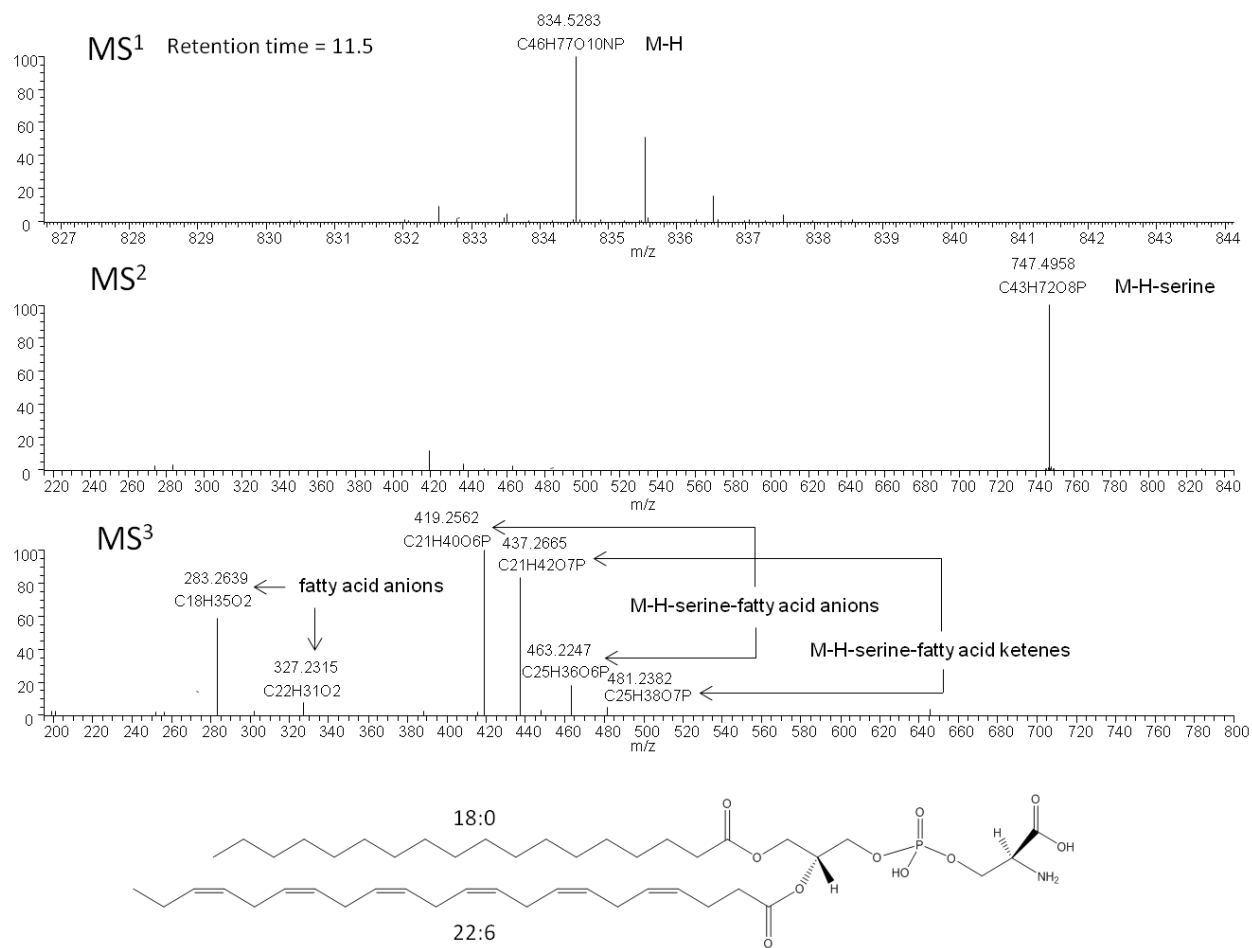 834.5283
MS1 Retention time = 11.5 C46H77O10NP M-H
100
80
60
40
20
0
827 828 829 830 831 832 833 834 835 836 837 838 839 840 841 842 843 844
m/z
747.4958
MS2 C43H72O8P M-H-serine
100
80
60
40
20
0
220 240 260 280 300 320 340 360 380 400 420 440 460 480 500 520 540 560 580 600 620 640 660 680 700 720 740 760 780 800 820 840
m/z
MS3
419.2562
C21H40O6P
437.2665
C21H42O7P
283.2639
C18H35O2
fatty acid anions
M-H-serine-fatty acid anions
M-H-serine-fatty acid ketenes
463.2247
C25H36O6P
481.2382
C25H38O7P
327.2315
C22H31O2
100
80
60
40
20
0
200 220 240 260 280 300 320 340 360 380 400 420 440 460 480 500 520 540 560 580 600 620 640 660 680 700 720 740 760 780 800
m/z
18:0
O
O
O
P
HO
O
O
H
O
OH
NH2
O
H
O
22:6